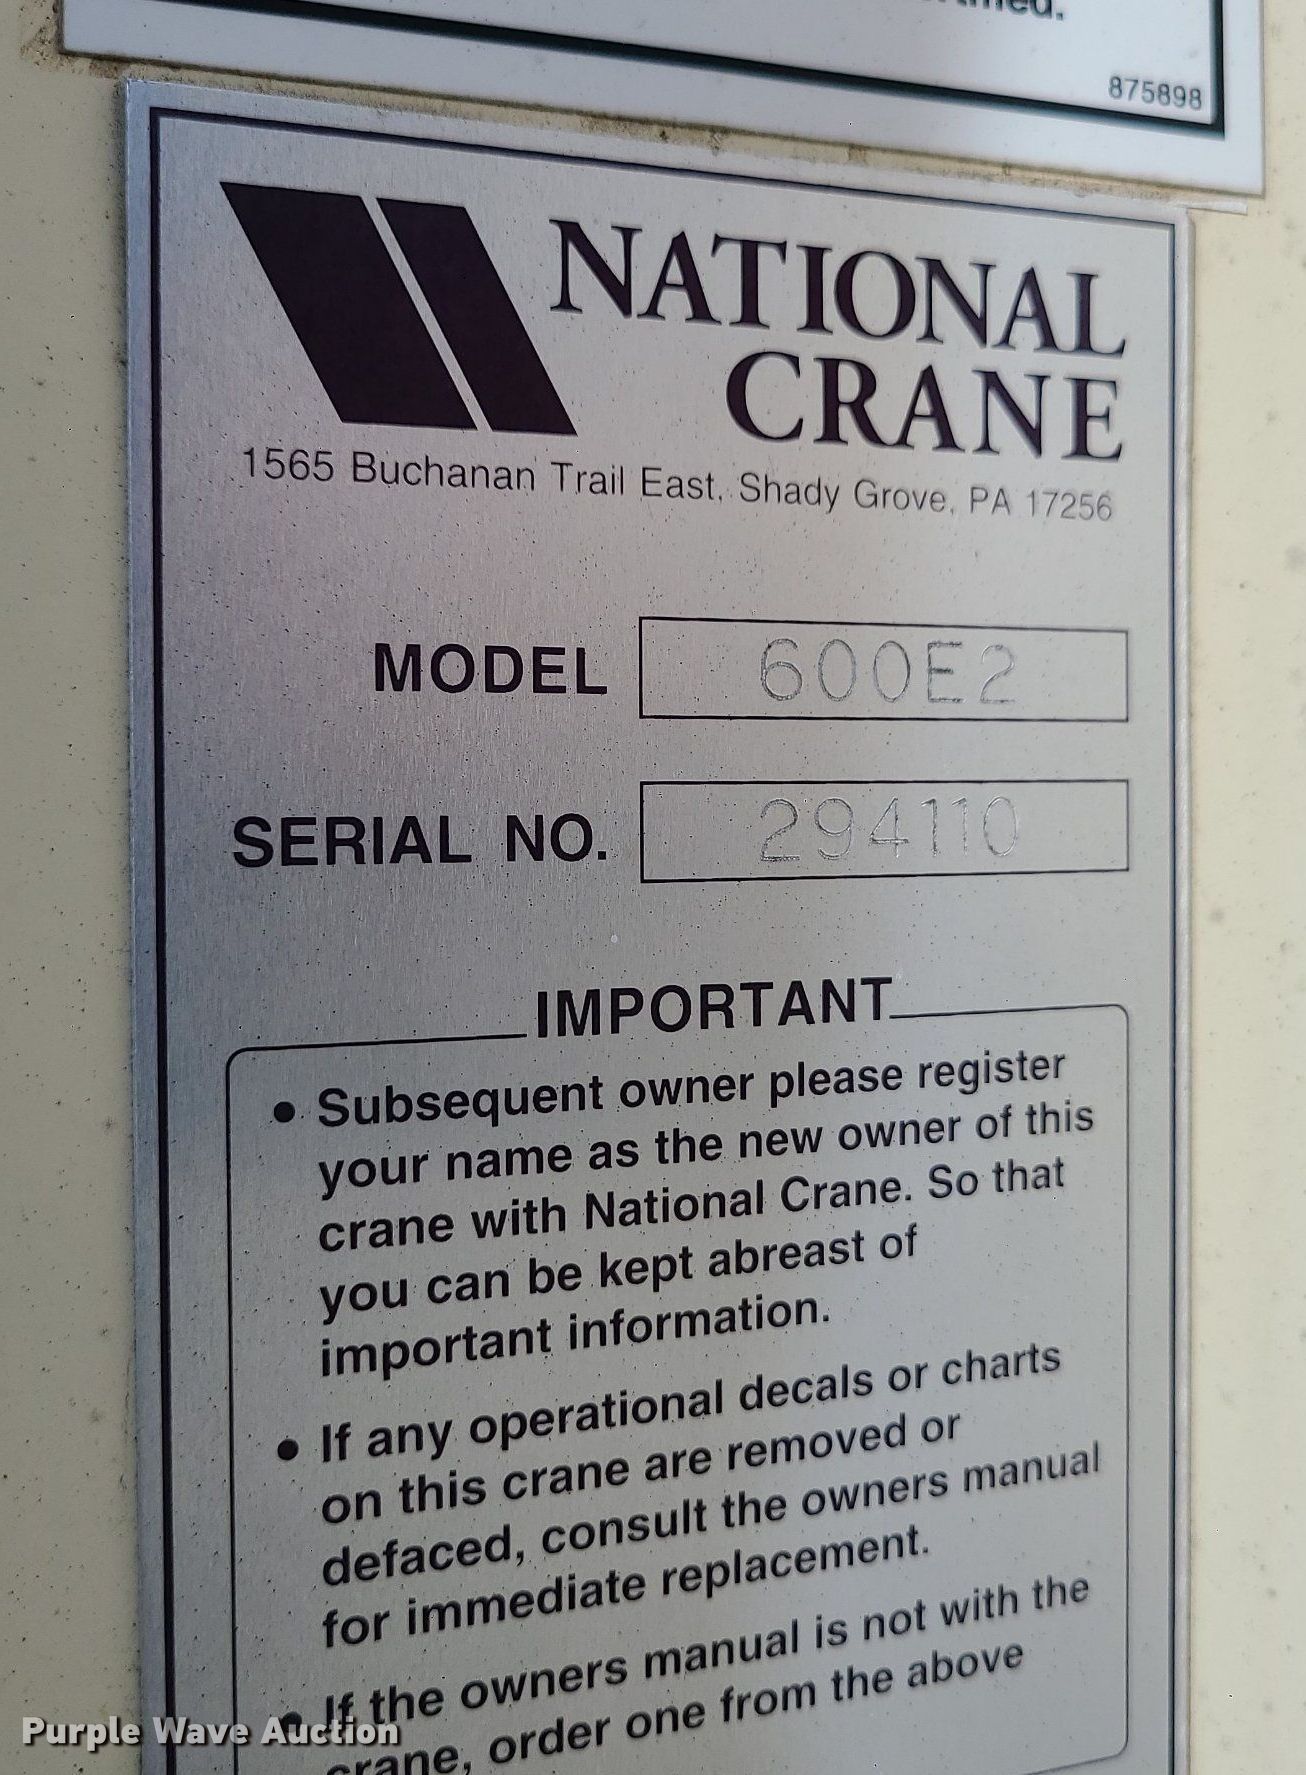 875898
NATIONAL
CRANE
1565 Buchanan Trail East, Shady Grove, PA 17256
MODEL 600E2
SERIAL NO. 294110
IMPORTANT
• Subsequent owner please register
your name as the new owner of this
crane with National Crane. So that
you can be kept abreast of
important information.
• If any operational decals or charts
on this crane are removed or
defaced, consult the owners manual
for immediate replacement.
• If the owners manual is not with the
crane, order one from the above
Purple Wave Auction